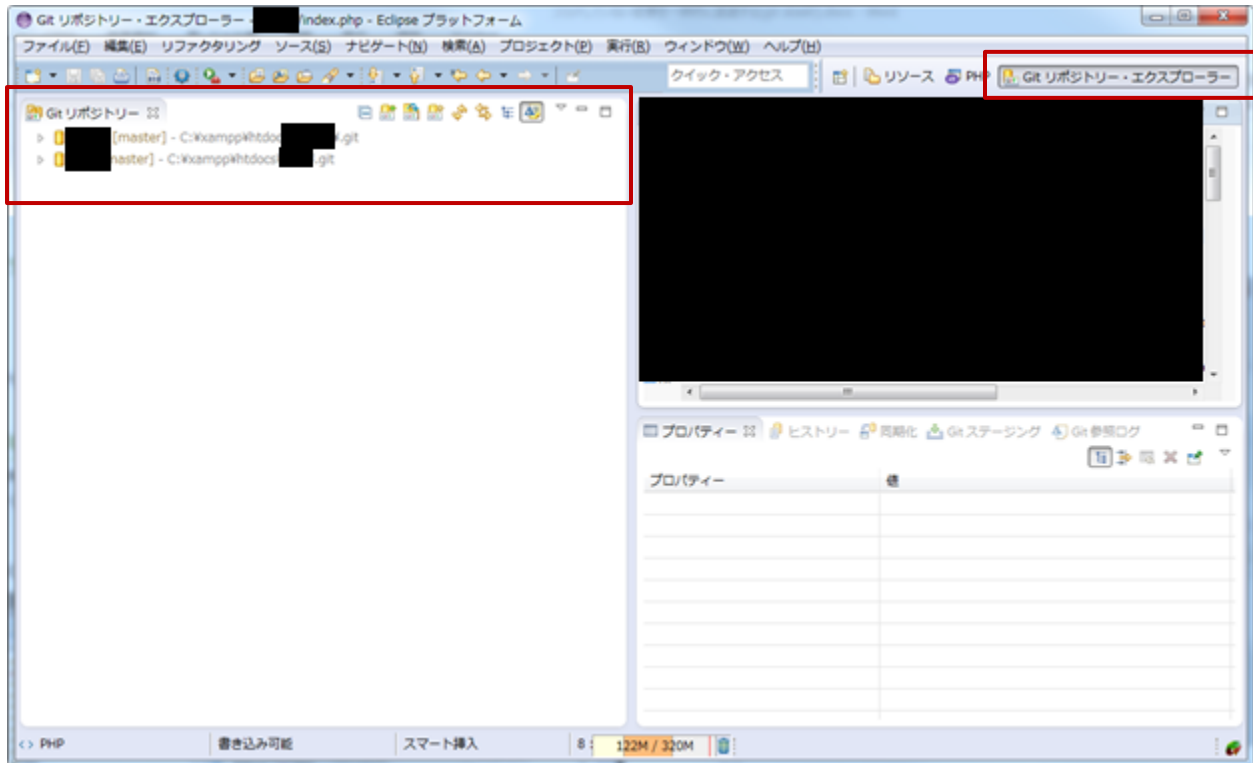 Git リポジトリー・エクスプローラー - /index.php - Eclipse プラットフォーム
ファイル(F) 編集(E) リファクタリング ソース(S) ナビゲート(N) 検索(A) プロジェクト(P) 実行(R) ウィンドウ(W) ヘルプ(H)
クイック・アクセス リソース PHP Git リポジトリー・エクスプローラー
Git リポジトリー
[master] - C:¥xampp¥htdoc .git
master] - C:¥xampp¥htdocs .git
プロパティー ヒストリー 同期化 Git ステージング Git 参照ログ
プロパティー 値
PHP 書き込み可能 スマート挿入 8 : 122M / 320M